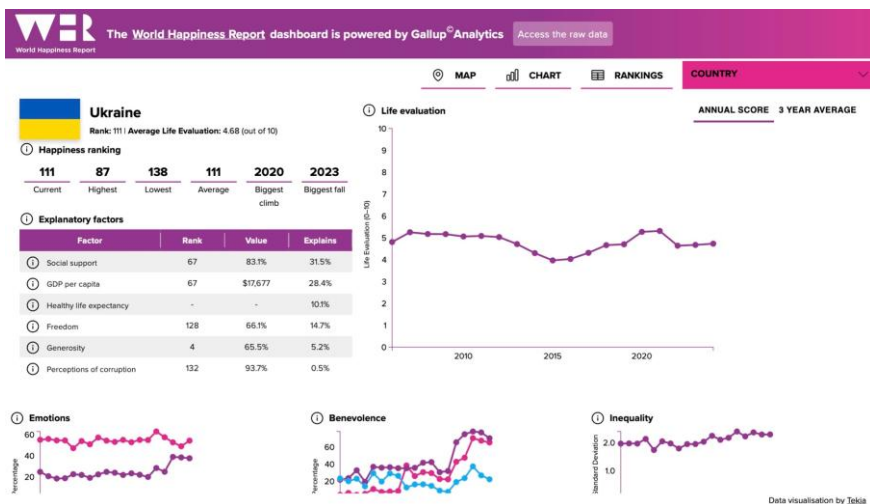 WHR
World Happiness Report
The World Happiness Report dashboard is powered by Gallup©Analytics
Access the raw data
MAP
CHART
RANKINGS
COUNTRY
Ukraine
Rank: 111 | Average Life Evaluation: 4.68 (out of 10)
Happiness ranking
111 87 138 111 2020 2023
Current Highest Lowest Average Biggest climb Biggest fall
Explanatory factors
Factor Rank Value Explains
Social support 67 83.1% 31.5%
GDP per capita 67 $17,677 28.4%
Healthy life expectancy - - 10.1%
Freedom 128 66.1% 14.7%
Generosity 4 65.5% 5.2%
Perceptions of corruption 132 93.7% 0.5%
Life evaluation
ANNUAL SCORE 3 YEAR AVERAGE
Life Evaluation (0-10)
10
9
8
7
6
5
4
3
2
1
0
2010 2015 2020
Emotions
Percentage
60
40
20
Benevolence
Percentage
60
40
20
Inequality
Standard Deviation
2.0
1.0
Data visualisation by Tekja